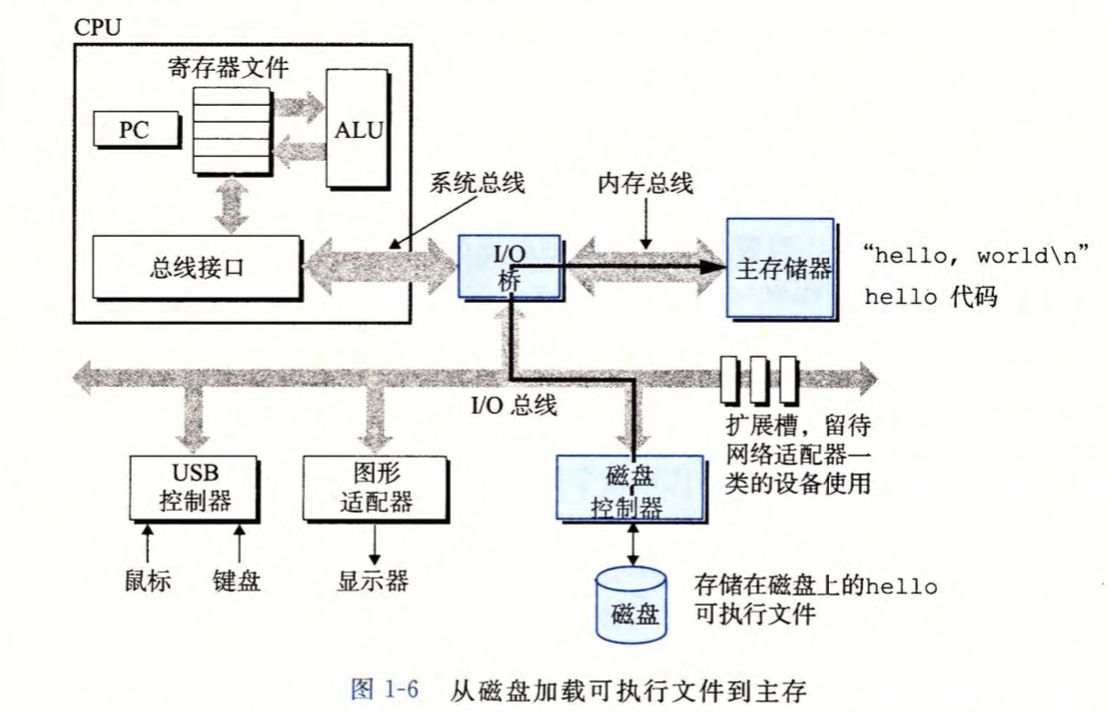 CPU
寄存器文件
PC
ALU
系统总线
内存总线
总线接口
I/O
桥
主存储器
“hello, world\n”
hello 代码
I/O 总线
扩展槽，留待
网络适配器一
类的设备使用
USB
控制器
图形
适配器
磁盘
控制器
鼠标
键盘
显示器
磁盘
存储在磁盘上的hello
可执行文件
图 1-6 从磁盘加载可执行文件到主存